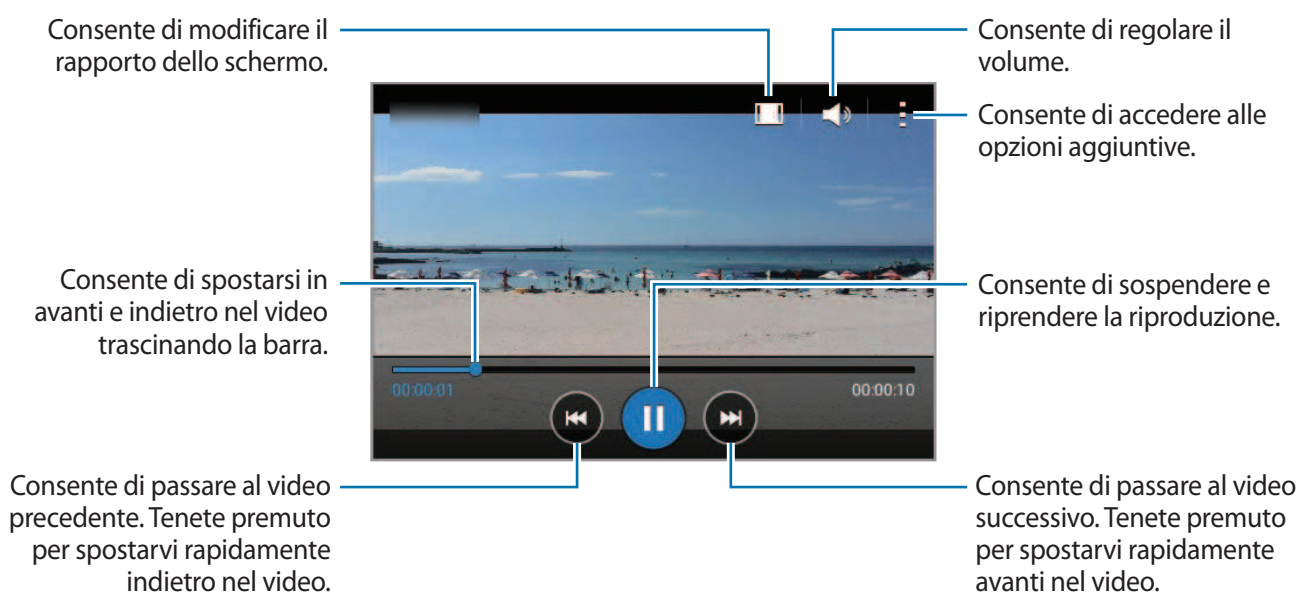 Consente di modificare il
rapporto dello schermo.
Consente di regolare il
volume.
Consente di accedere alle
opzioni aggiuntive.
Consente di spostarsi in
avanti e indietro nel video
trascinando la barra.
Consente di sospendere e
riprendere la riproduzione.
00:00:01
00:00:10
Consente di passare al video
precedente. Tenete premuto
per spostarvi rapidamente
indietro nel video.
Consente di passare al video
successivo. Tenete premuto
per spostarvi rapidamente
avanti nel video.